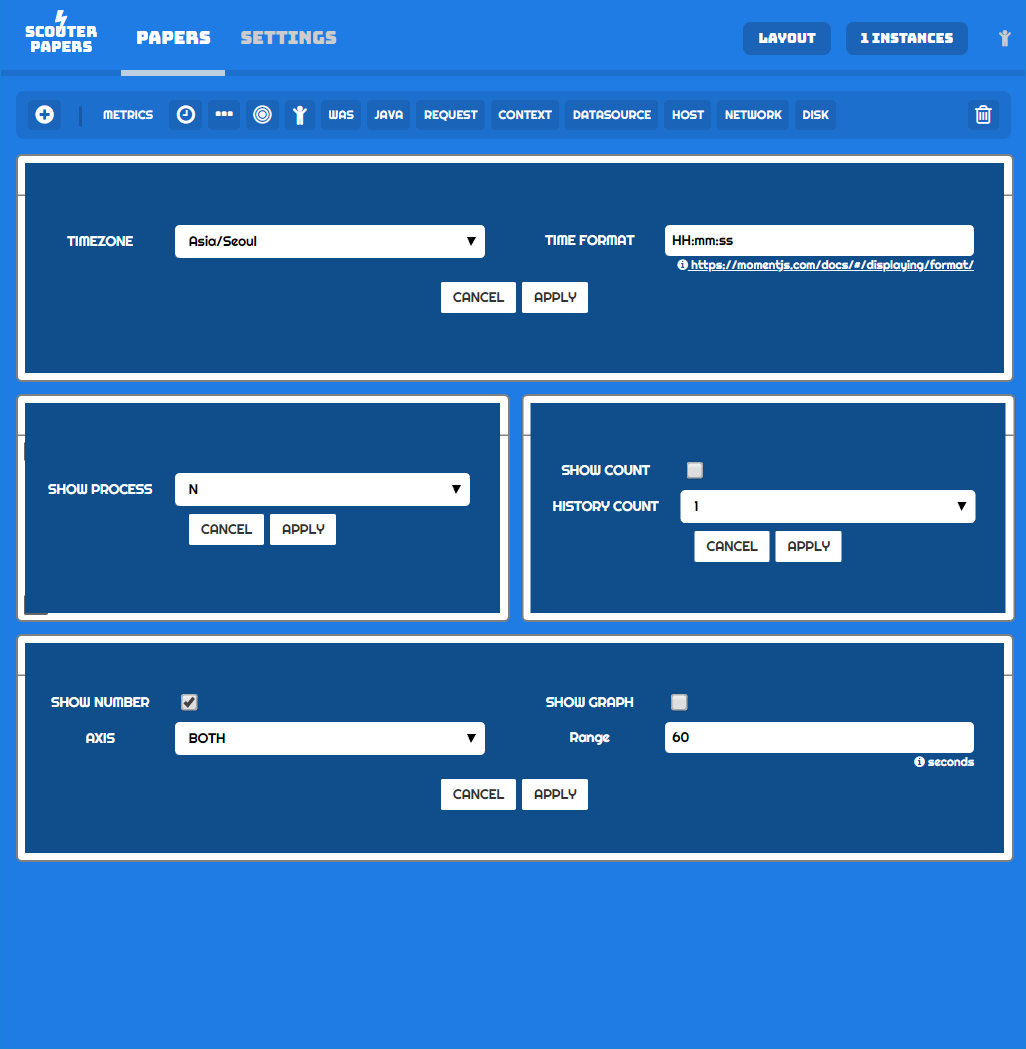 SCOUTER
PAPERS
PAPERS SETTINGS LAYOUT 1 INSTANCES
METRICS WAS JAVA REQUEST CONTEXT DATASOURCE HOST NETWORK DISK
TIMEZONE Asia/Seoul TIME FORMAT HH:mm:ss
https://momentjs.com/docs/#/displaying/format/
CANCEL APPLY
SHOW PROCESS N
CANCEL APPLY
SHOW COUNT
HISTORY COUNT 1
CANCEL APPLY
SHOW NUMBER SHOW GRAPH
AXIS BOTH Range 60
seconds
CANCEL APPLY